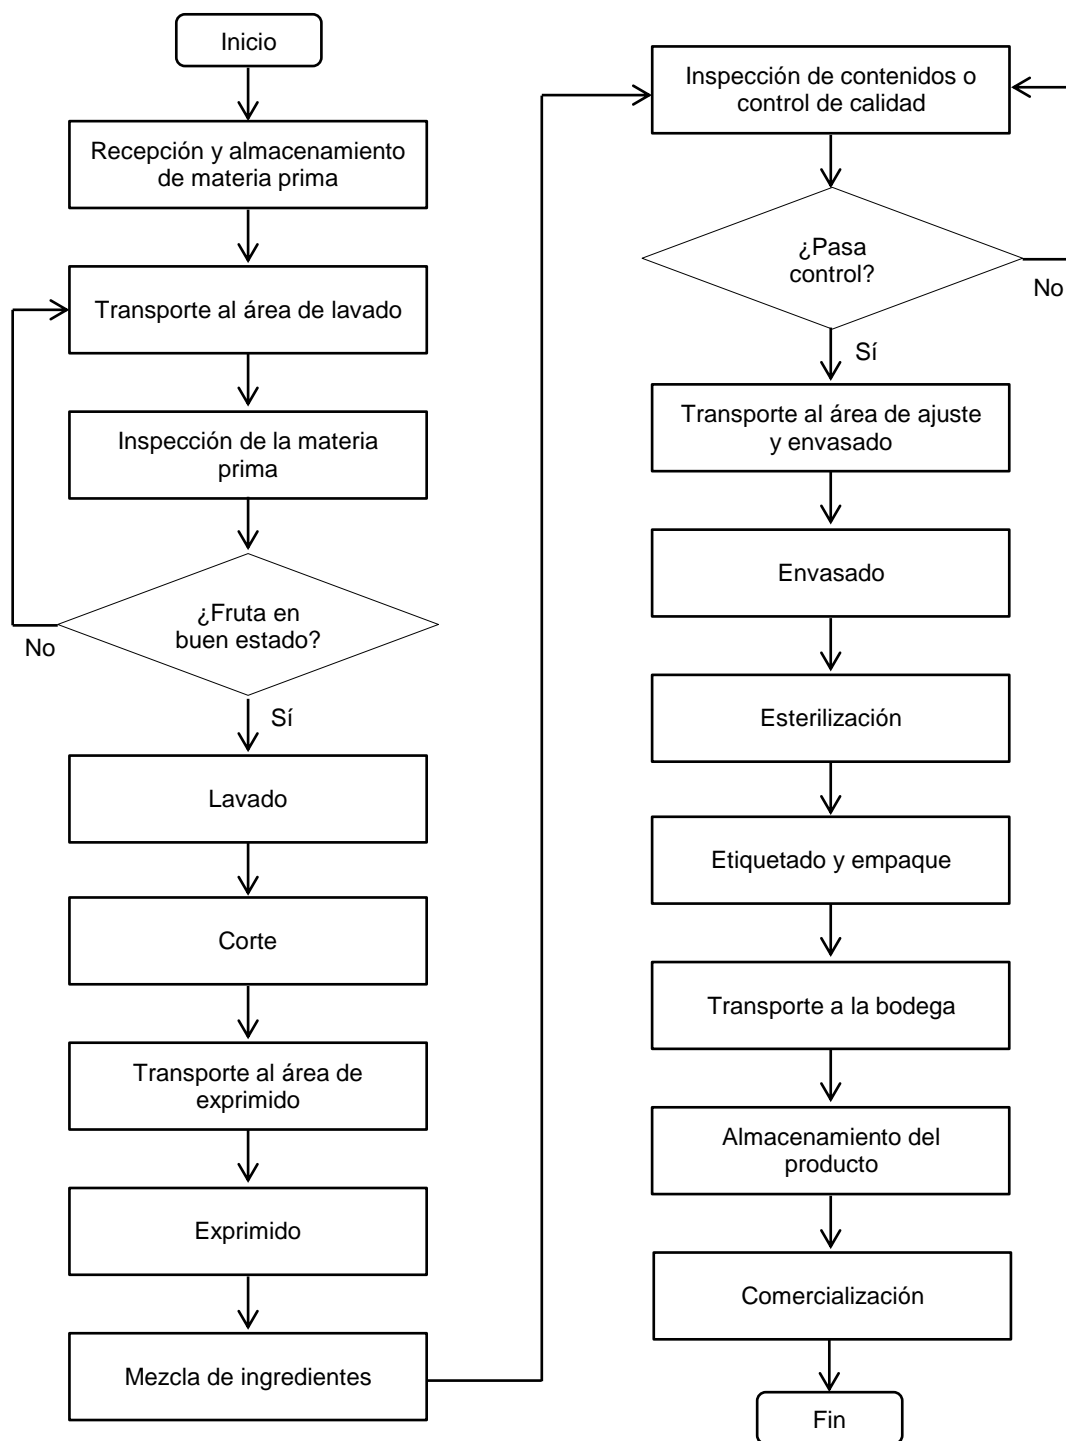 Inicio
Recepción y almacenamiento
de materia prima
Transporte al área de lavado
Inspección de la materia
prima
¿Fruta en
buen estado?
No
Sí
Lavado
Corte
Transporte al área de
exprimido
Exprimido
Mezcla de ingredientes
Inspección de contenidos o
control de calidad
¿Pasa
control?
No
Sí
Transporte al área de ajuste
y envasado
Envasado
Esterilización
Etiquetado y empaque
Transporte a la bodega
Almacenamiento del
producto
Comercialización
Fin